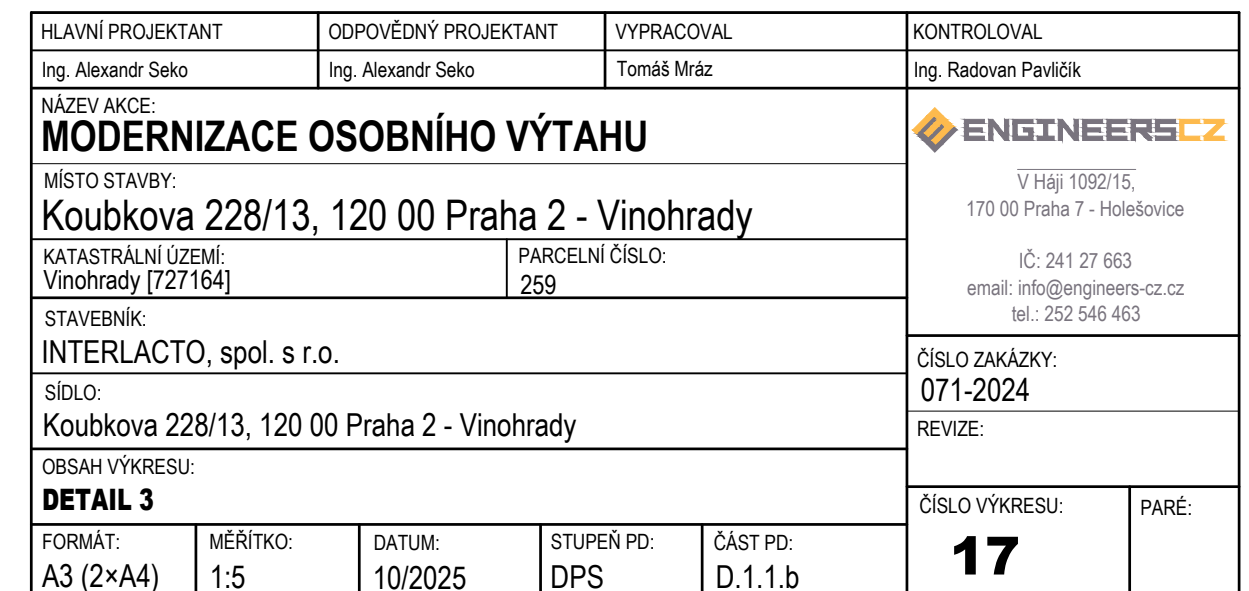 HLAVNÍ PROJEKTANT ODPOVĚDNÝ PROJEKTANT VYPRACOVAL KONTROLOVAL
Ing. Alexandr Seko Ing. Alexandr Seko Tomáš Mráz Ing. Radovan Pavličík
NÁZEV AKCE:
MODERNIZACE OSOBNÍHO VÝTAHU
MÍSTO STAVBY:
Koubkova 228/13, 120 00 Praha 2 - Vinohrady
KATASTRÁLNÍ ÚZEMÍ: PARCELNÍ ČÍSLO:
Vinohrady [727164] 259
STAVEBNÍK:
INTERLACTO, spol. s r.o.
SÍDLO:
Koubkova 228/13, 120 00 Praha 2 - Vinohrady
OBSAH VÝKRESU:
DETAIL 3
FORMÁT: MĚŘÍTKO: DATUM: STUPEŇ PD: ČÁST PD:
A3 (2×A4) 1:5 10/2025 DPS D.1.1.b
ENGINEERSCZ
V Háji 1092/15,
170 00 Praha 7 - Holešovice
IČ: 241 27 663
email: info@engineers-cz.cz
tel.: 252 546 463
ČÍSLO ZAKÁZKY:
071-2024
REVIZE:
ČÍSLO VÝKRESU: PARÉ:
17